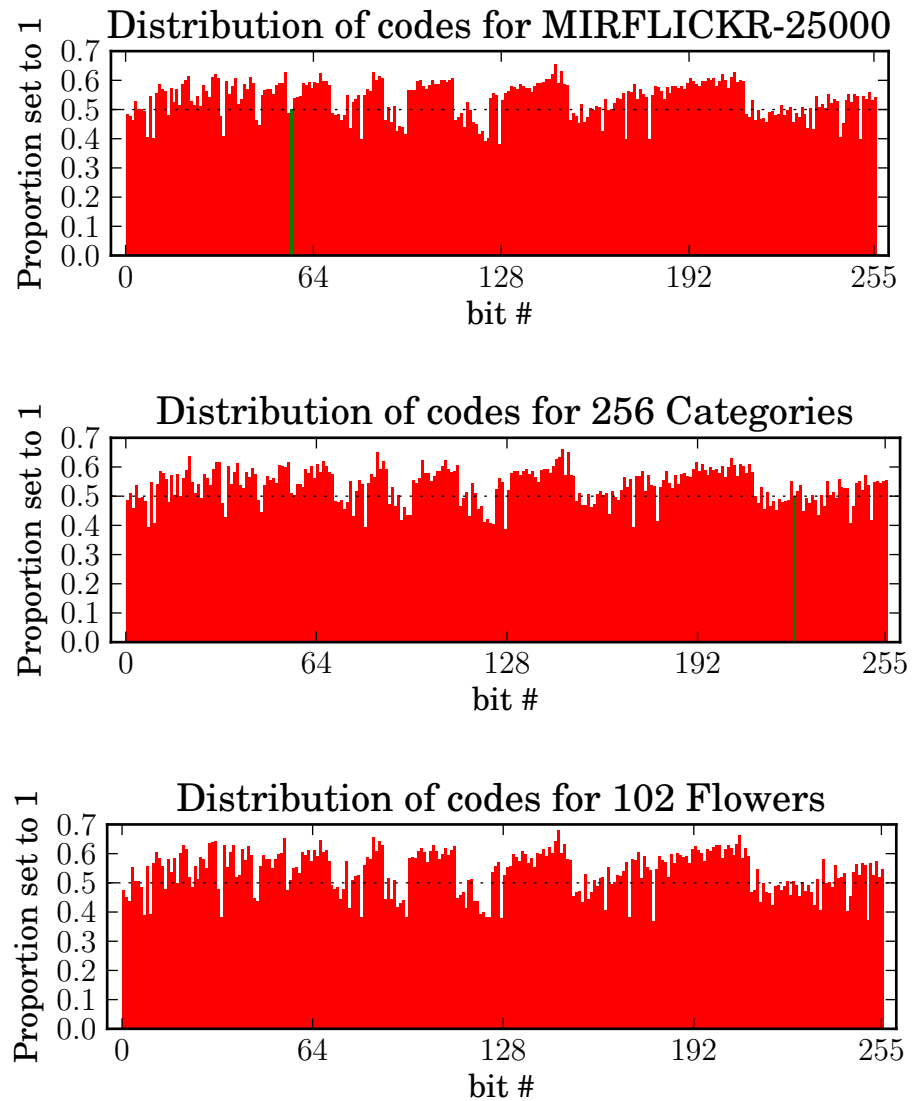 Distribution of codes for MIRFLICKR-25000
Proportion set to 1
0.7
0.6
0.5
0.4
0.3
0.2
0.1
0.0
0 64 128 192 255
bit #
Distribution of codes for 256 Categories
Proportion set to 1
0.7
0.6
0.5
0.4
0.3
0.2
0.1
0.0
0 64 128 192 255
bit #
Distribution of codes for 102 Flowers
Proportion set to 1
0.7
0.6
0.5
0.4
0.3
0.2
0.1
0.0
0 64 128 192 255
bit #